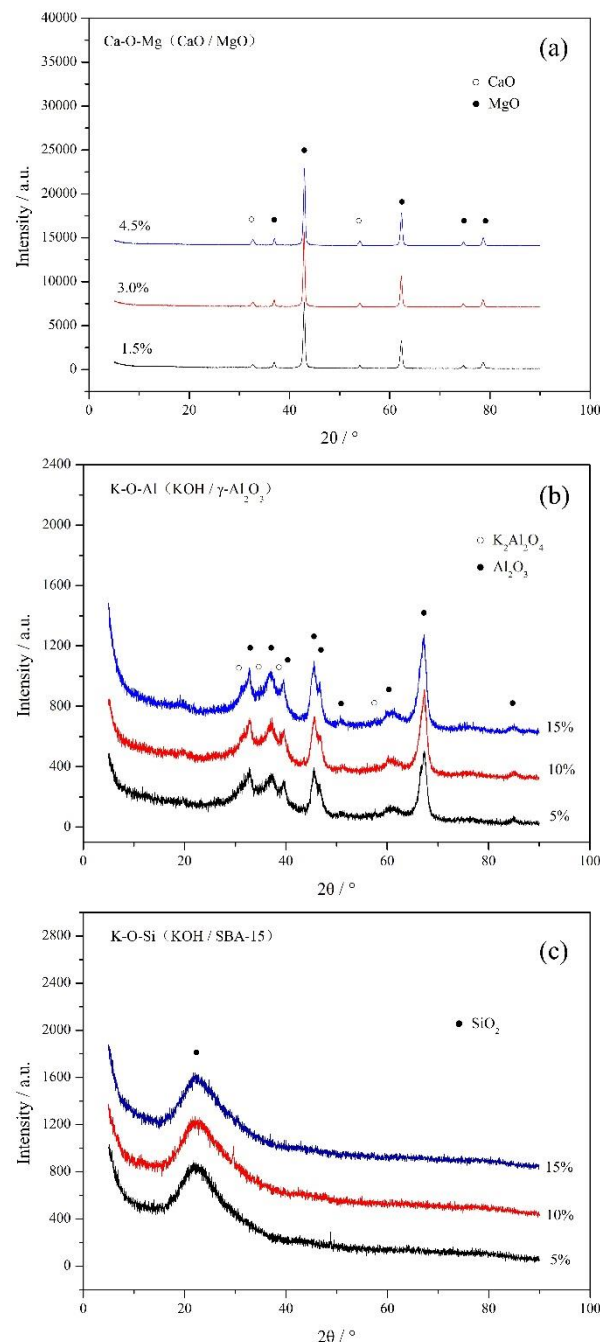 Ca-O-Mg（CaO / MgO）
(a)
○ CaO
● MgO
40000
35000
30000
25000
20000
15000
10000
5000
0
4.5%
3.0%
1.5%
Intensity / a.u.
0 20 40 60 80 100
2θ / °
K-O-Al（KOH / γ-Al₂O₃）
(b)
○ K₂Al₂O₄
● Al₂O₃
2400
2000
1600
1200
800
400
0
15%
10%
5%
Intensity / a.u.
0 20 40 60 80 100
2θ / °
K-O-Si（KOH / SBA-15）
(c)
● SiO₂
2800
2400
2000
1600
1200
800
400
0
15%
10%
5%
Intensity / a.u.
0 20 40 60 80 100
2θ / °